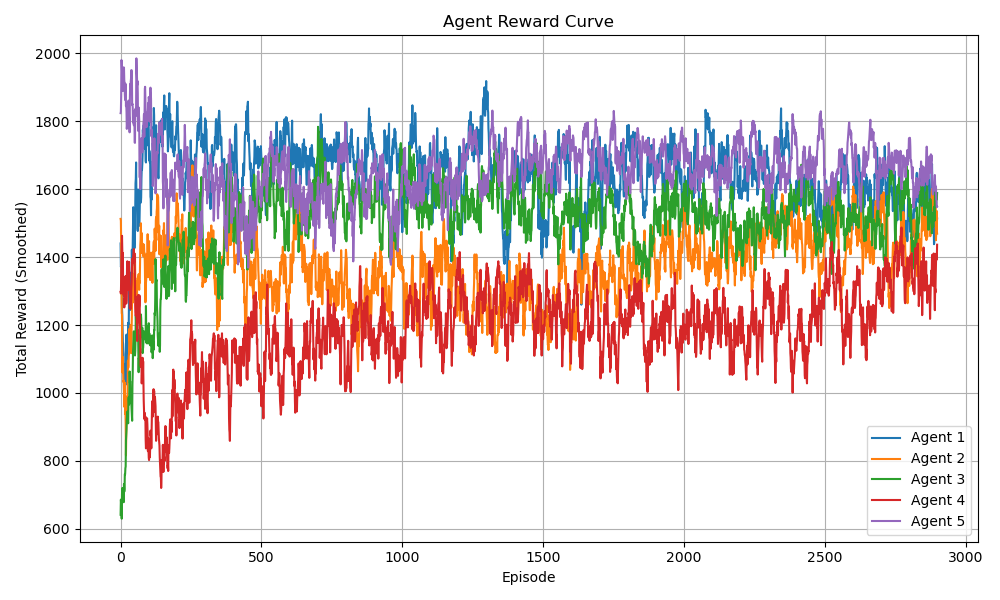 Agent Reward Curve
Total Reward (Smoothed)
2000
1800
1600
1400
1200
1000
800
600
0
500
1000
1500
2000
2500
3000
Episode
Agent 1
Agent 2
Agent 3
Agent 4
Agent 5